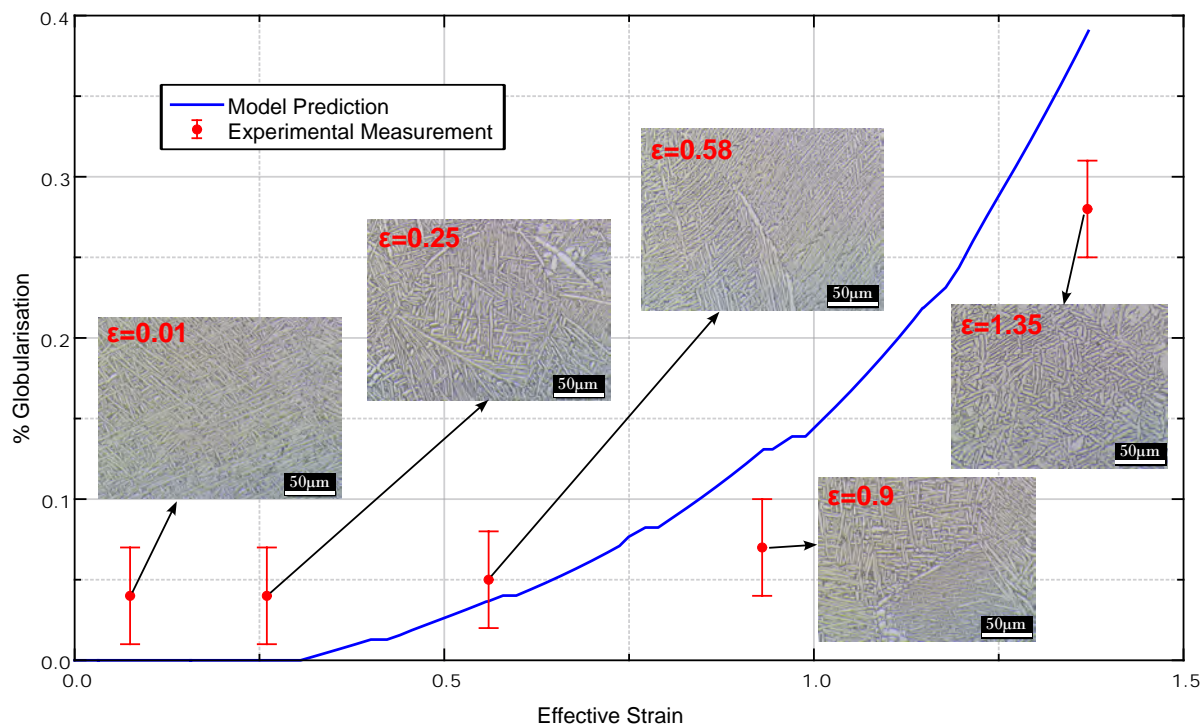 0.4
0.3
0.2
0.1
0.0
% Globularisation
Model Prediction
Experimental Measurement
ε=0.01
50μm
ε=0.25
50μm
ε=0.58
50μm
ε=1.35
50μm
ε=0.9
50μm
0.0
0.5
1.0
1.5
Effective Strain